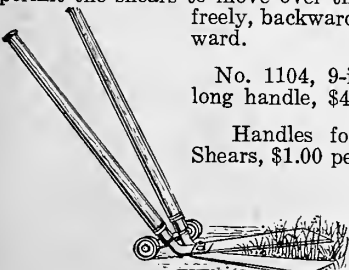 permit the shears to move over th
freely, backward
ward.
No. 1104, 9-i
long handle, $4
Handles fo
Shears, $1.00 pe